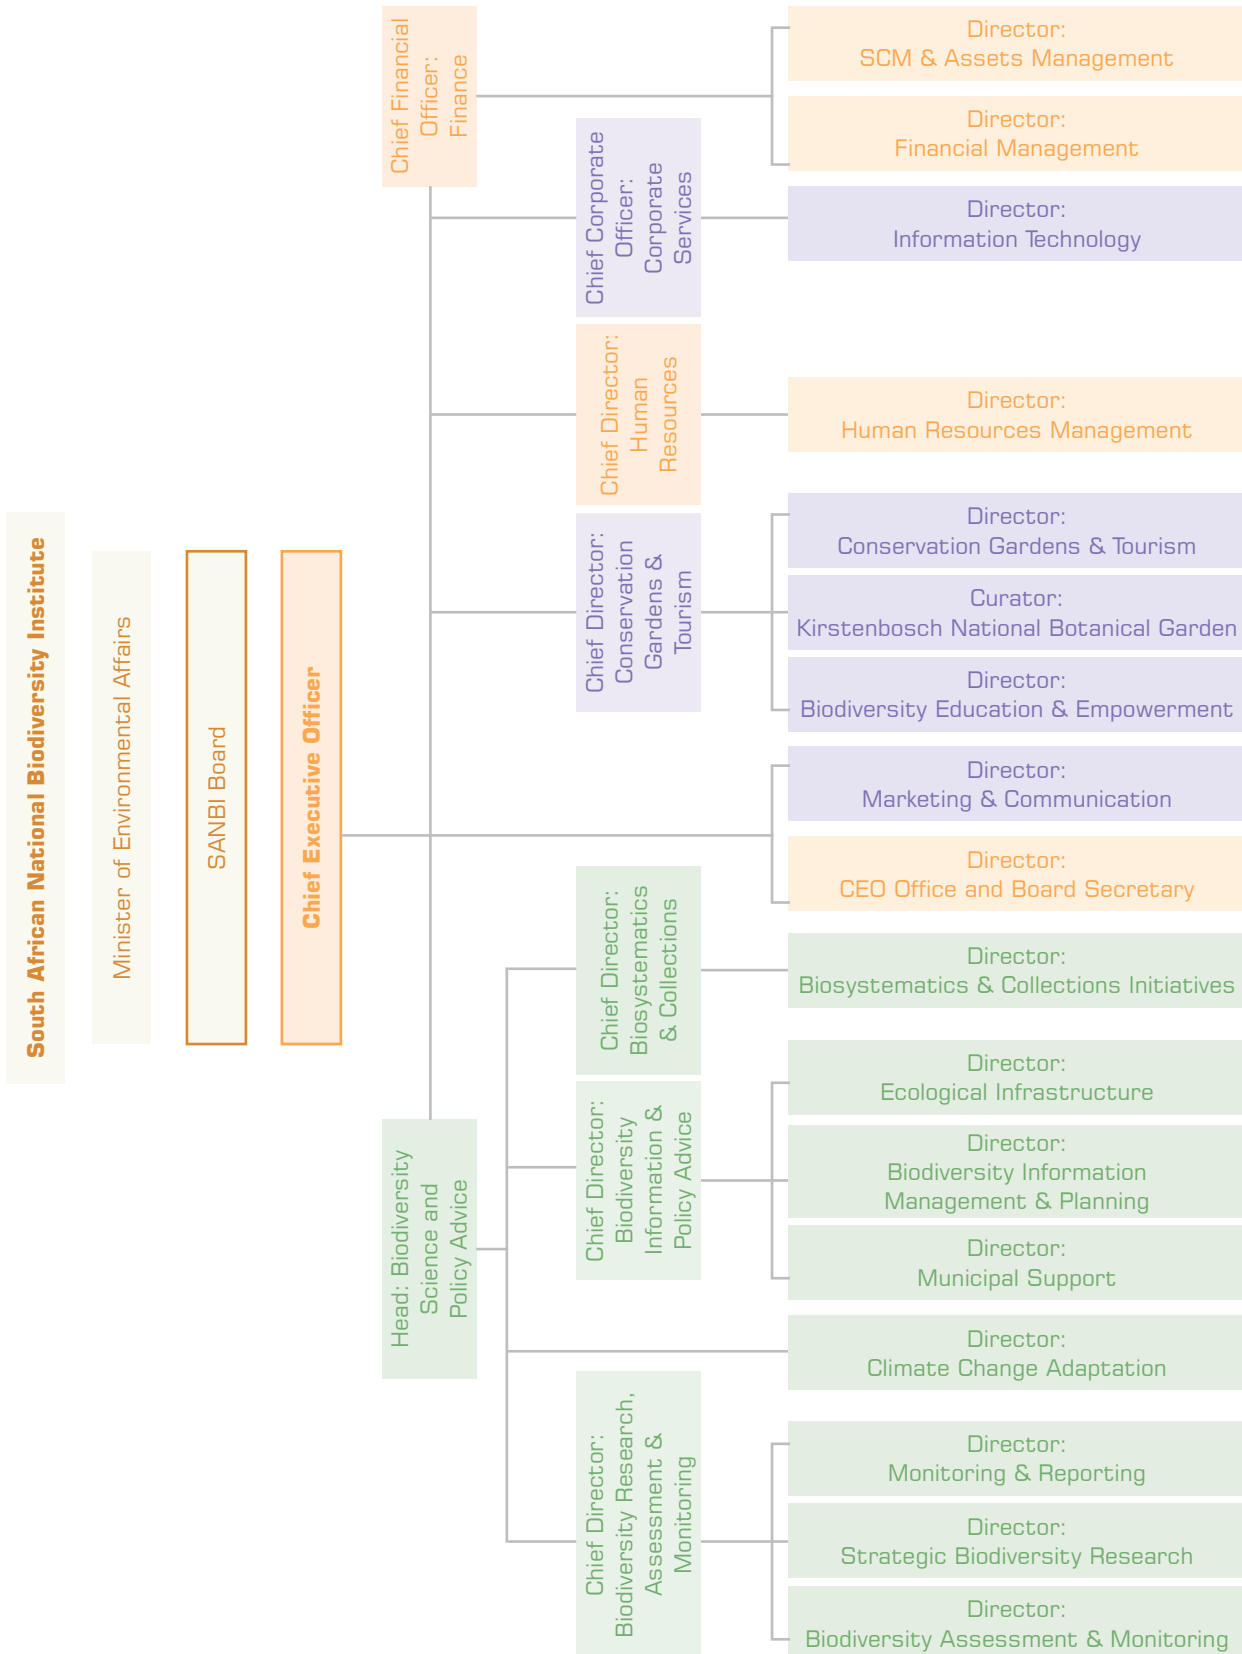 South African National Biodiversity Institute
Minister of Environmental Affairs
SANBI Board
Chief Executive Officer
Chief Financial
Officer:
Finance
Head: Biodiversity
Science and
Policy Advice
Chief Corporate
Officer:
Corporate
Services
Chief Director:
Human
Resources
Chief Director:
Conservation
Gardens &
Tourism
Chief Director:
Biosystematics
& Collections
Chief Director:
Biodiversity
Information &
Policy Advice
Chief Director:
Biodiversity Research,
Assessment &
Monitoring
Director:
SCM & Assets Management
Director:
Financial Management
Director:
Information Technology
Director:
Human Resources Management
Director:
Conservation Gardens & Tourism
Curator:
Kirstenbosch National Botanical Garden
Director:
Biodiversity Education & Empowerment
Director:
Marketing & Communication
Director:
CEO Office and Board Secretary
Director:
Biosystematics & Collections Initiatives
Director:
Ecological Infrastructure
Director:
Biodiversity Information
Management & Planning
Director:
Municipal Support
Director:
Climate Change Adaptation
Director:
Monitoring & Reporting
Director:
Strategic Biodiversity Research
Director:
Biodiversity Assessment & Monitoring